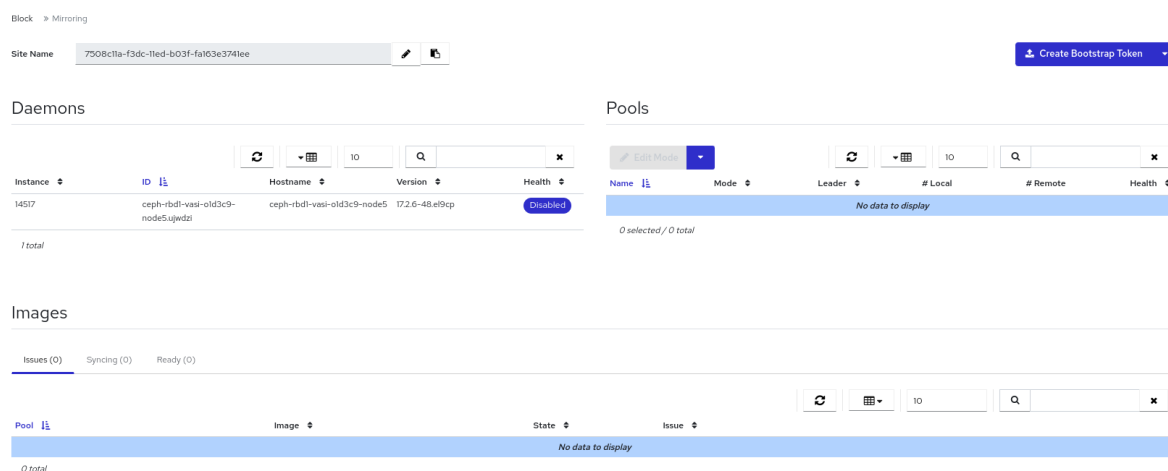 Block » Mirroring
Site Name 7508c11a-f3dc-11ed-b03f-fa163e3741ee Create Bootstrap Token
Daemons
10
Instance ID Hostname Version Health
14517 ceph-rbd1-vasi-o1d3c9-node5.ujwdzi ceph-rbd1-vasi-o1d3c9-node5 17.2.6-48.el9cp Disabled
1 total
Pools
Edit Mode 10
Name Mode Leader # Local # Remote Health
No data to display
0 selected / 0 total
Images
Issues (0) Syncing (0) Ready (0)
10
Pool Image State Issue
No data to display
0 total